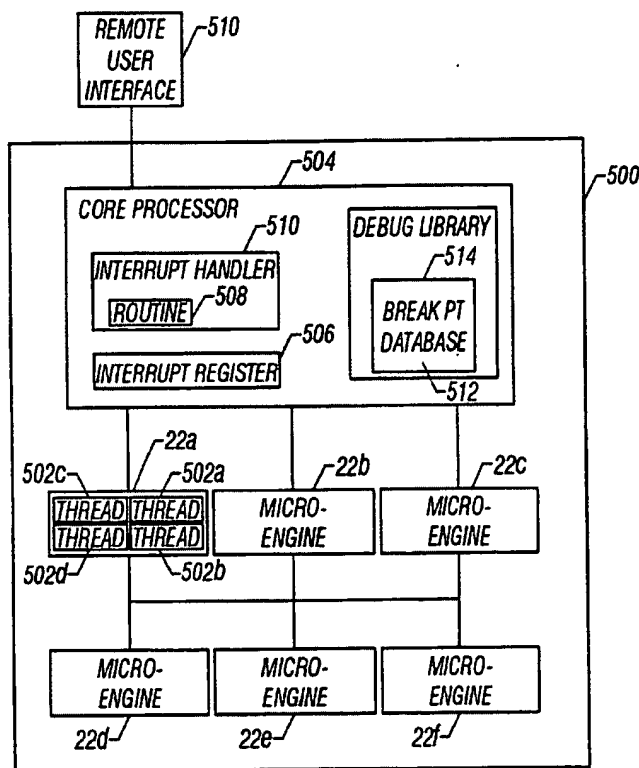 REMOTE
USER
INTERFACE
510
504
500
CORE PROCESSOR
510
INTERRUPT HANDLER
ROUTINE
508
506
INTERRUPT REGISTER
DEBUG LIBRARY
514
BREAK PT
DATABASE
512
22a
502c
502a
THREAD THREAD
THREAD THREAD
502d
502b
22b
MICRO-
ENGINE
22c
MICRO-
ENGINE
MICRO-
ENGINE
22d
MICRO-
ENGINE
22e
MICRO-
ENGINE
22f